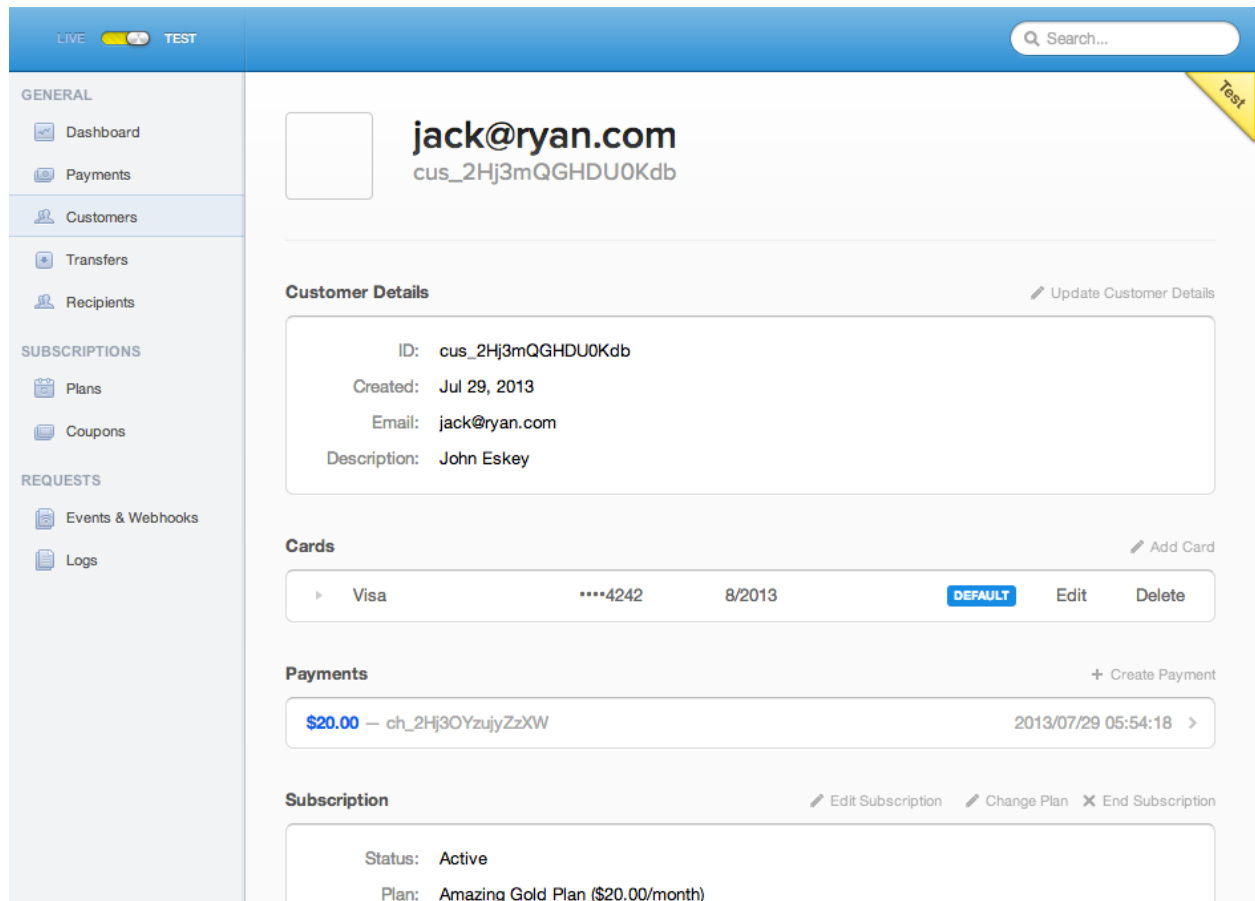 LIVE TEST
Search...
Test
GENERAL
Dashboard
Payments
Customers
Transfers
Recipients
SUBSCRIPTIONS
Plans
Coupons
REQUESTS
Events & Webhooks
Logs
jack@ryan.com
cus_2Hj3mQGHDU0Kdb
Customer Details
Update Customer Details
ID: cus_2Hj3mQGHDU0Kdb
Created: Jul 29, 2013
Email: jack@ryan.com
Description: John Eskey
Cards
Add Card
Visa ••••4242 8/2013 DEFAULT Edit Delete
Payments
+ Create Payment
$20.00 — ch_2Hj3OYzujyZzXW 2013/07/29 05:54:18
Subscription
Edit Subscription Change Plan End Subscription
Status: Active
Plan: Amazing Gold Plan ($20.00/month)